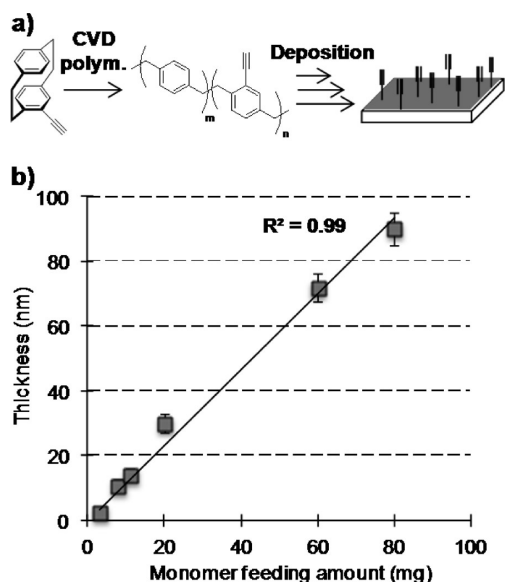 a)
CVD
polym.
Deposition
m
n
b)
R² = 0.99
Thickness (nm)
100
80
60
40
20
0
0
20
40
60
80
100
Monomer feeding amount (mg)